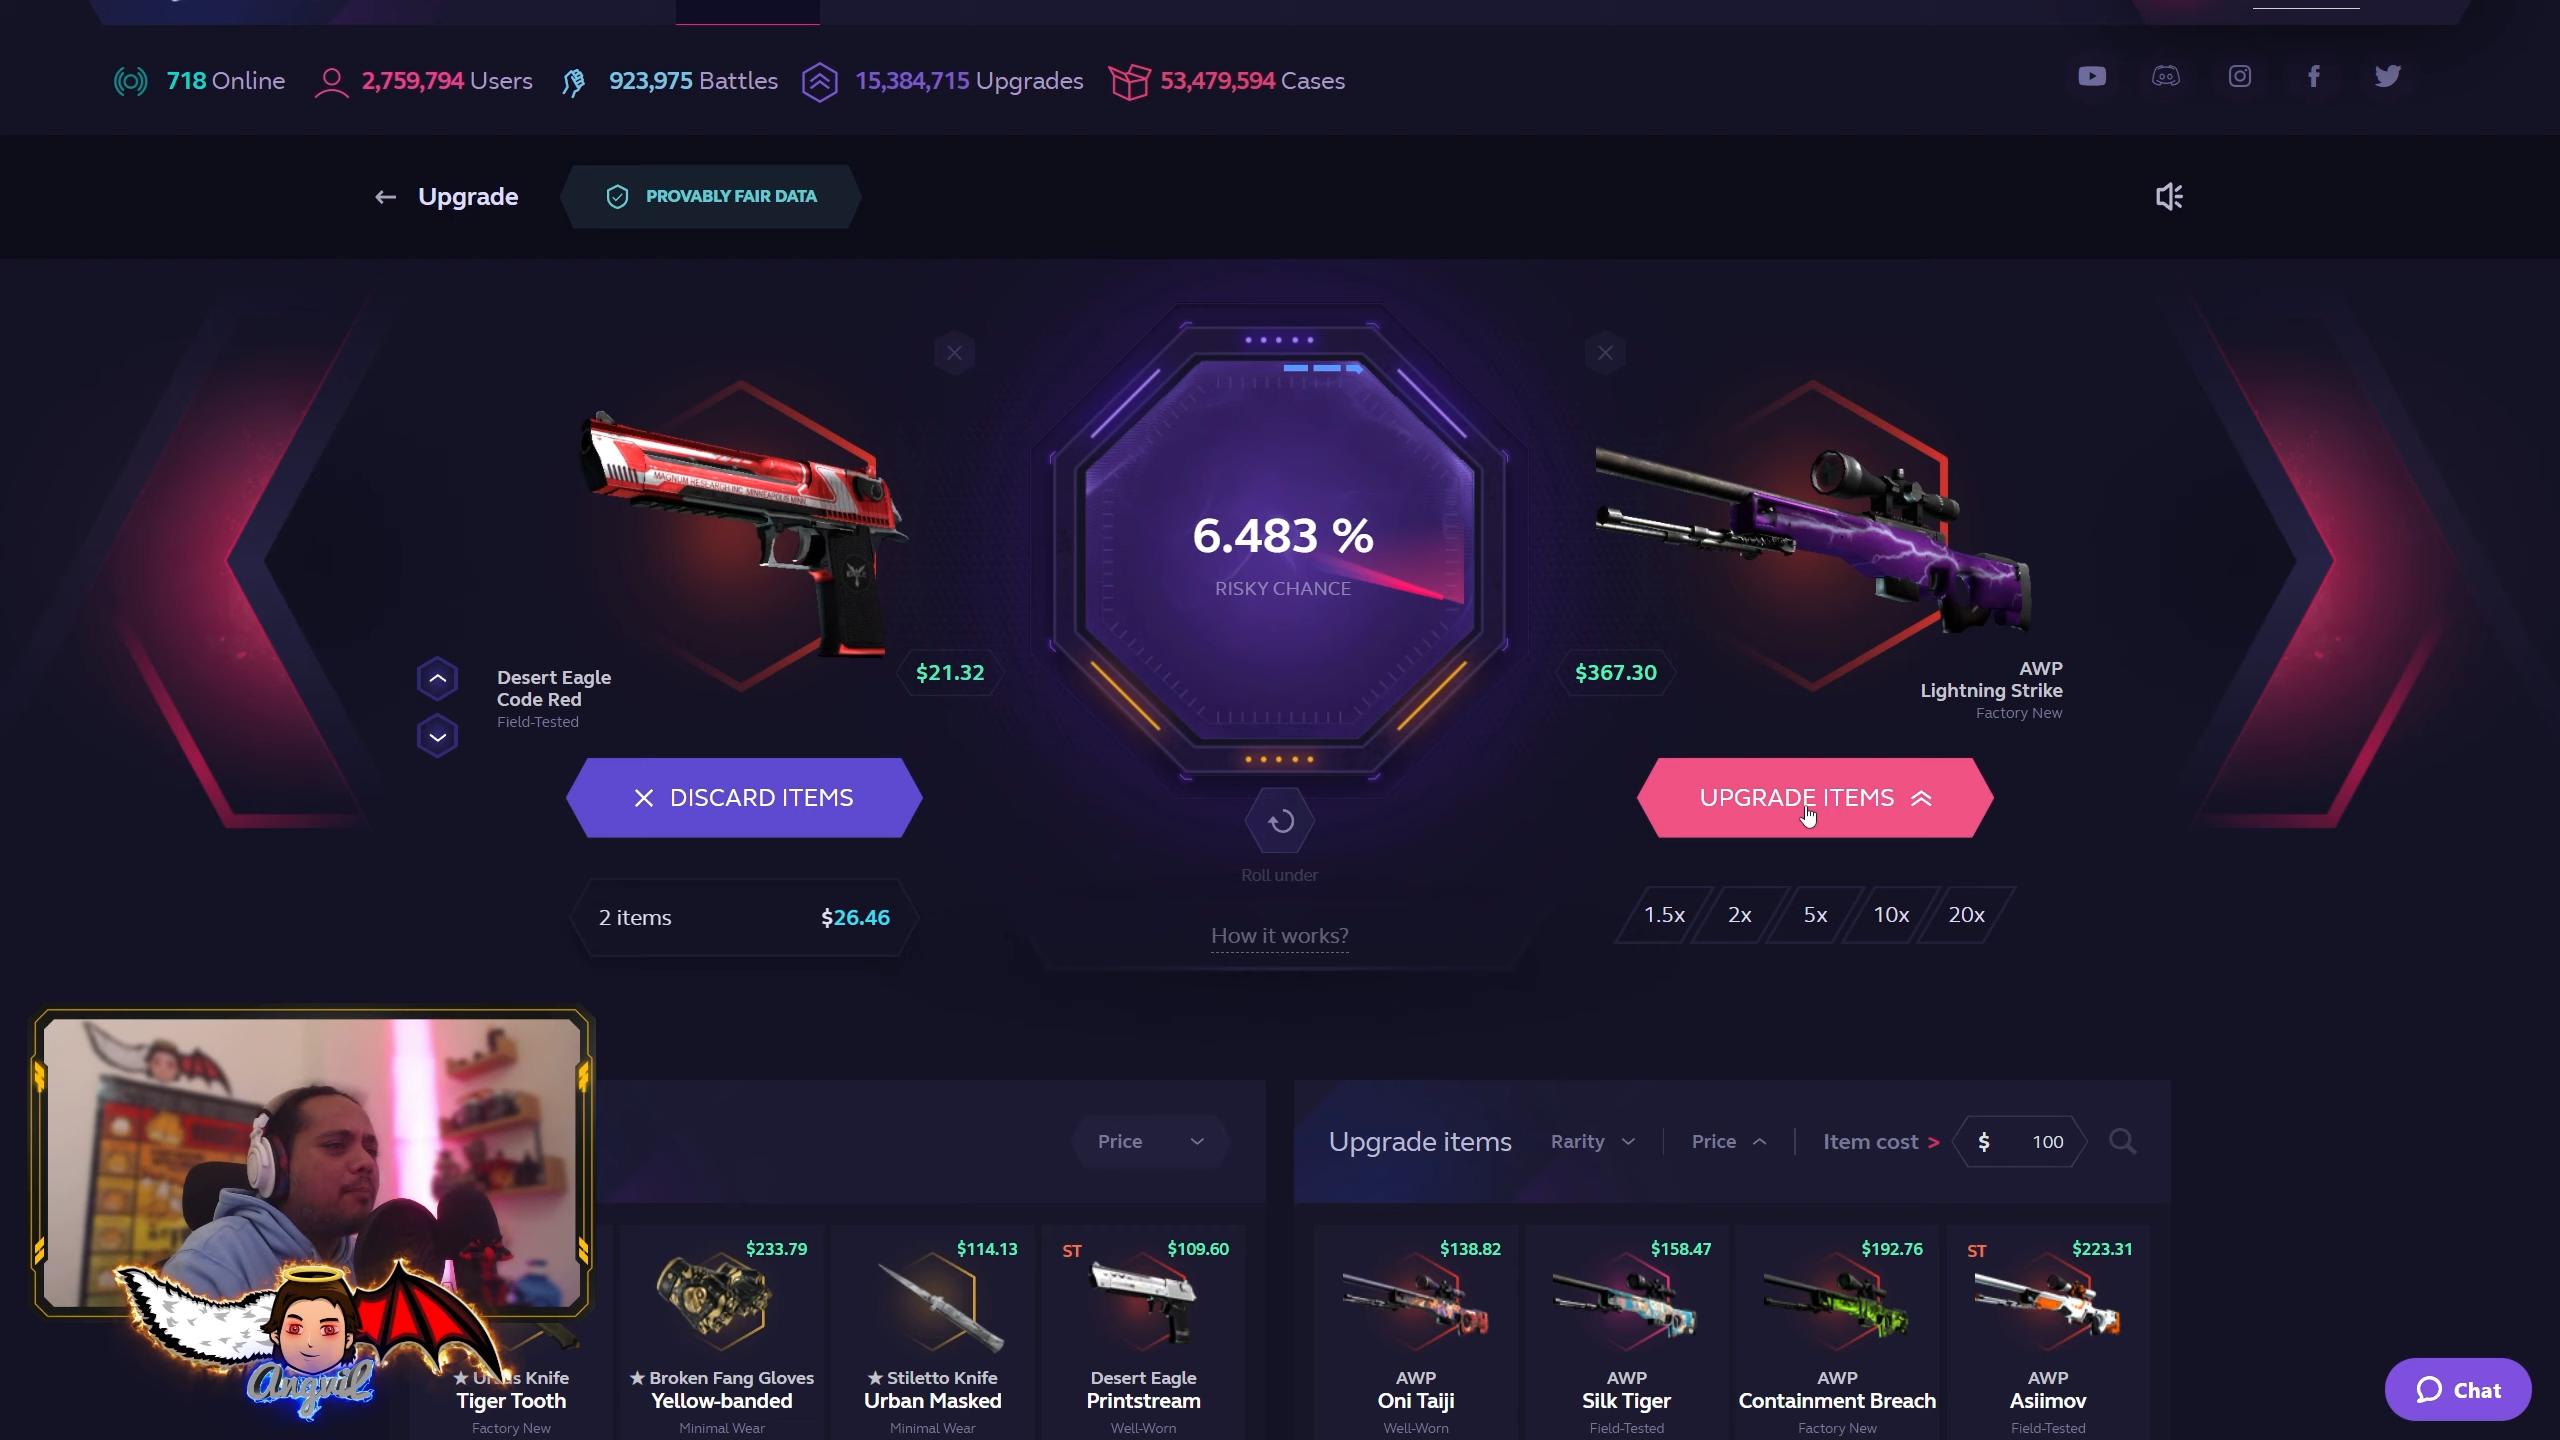 718 Online
2,759,794 Users
923,975 Battles
15,384,715 Upgrades
53,479,594 Cases
Upgrade
PROVABLY FAIR DATA
MAGNUM RESEARCH INC. MINNEAPOLIS MINN.
6.483 %
RISKY CHANCE
$21.32
$367.30
Desert Eagle
Code Red
Field-Tested
AWP
Lightning Strike
Factory New
DISCARD ITEMS
UPGRADE ITEMS
Roll under
2 items $26.46
How it works?
1.5x 2x 5x 10x 20x
Price
Upgrade items Rarity Price Item cost > $ 100
$233.79
★ Broken Fang Gloves
Yellow-banded
Minimal Wear
$114.13
★ Stiletto Knife
Urban Masked
Minimal Wear
ST $109.60
Desert Eagle
Printstream
Well-Worn
$138.82
AWP
Oni Taiji
Well-Worn
$158.47
AWP
Silk Tiger
Field-Tested
$192.76
AWP
Containment Breach
Factory New
ST $223.31
AWP
Asiimov
Field-Tested
Knife
Tiger Tooth
Factory New
Angvil
Chat